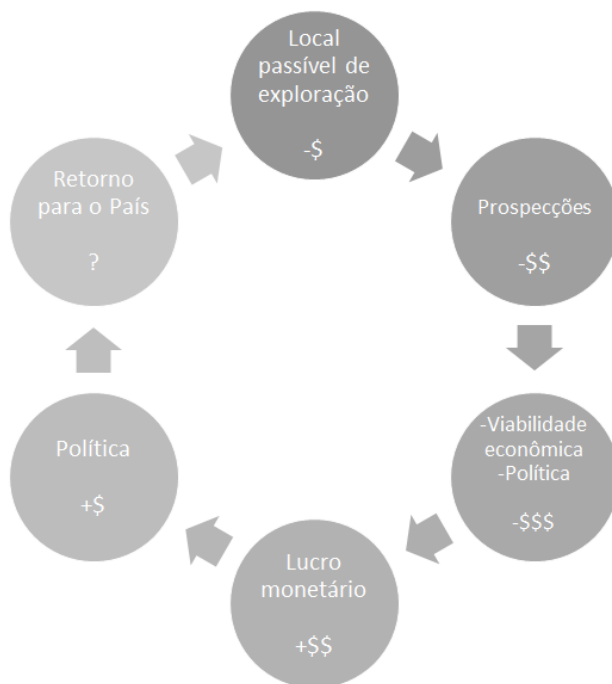 Local
passível de
exploração
-$
Prospecções
-$$
-Viabilidade
econômica
-Política
-$$$
Lucro
monetário
+$$
Política
+$
Retorno
para o País
?